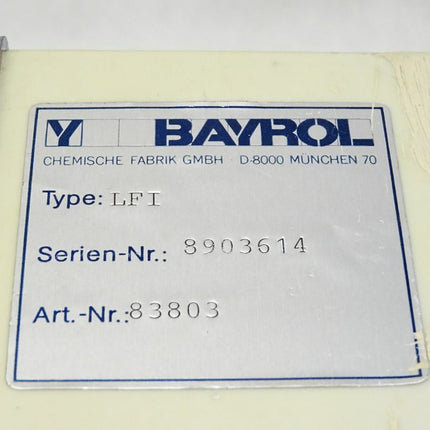 Y BAYROL
CHEMISCHE FABRIK GMBH · D-8000 MÜNCHEN 70
Type: LFI
Serien-Nr.: 8903614
Art.-Nr.: 83803